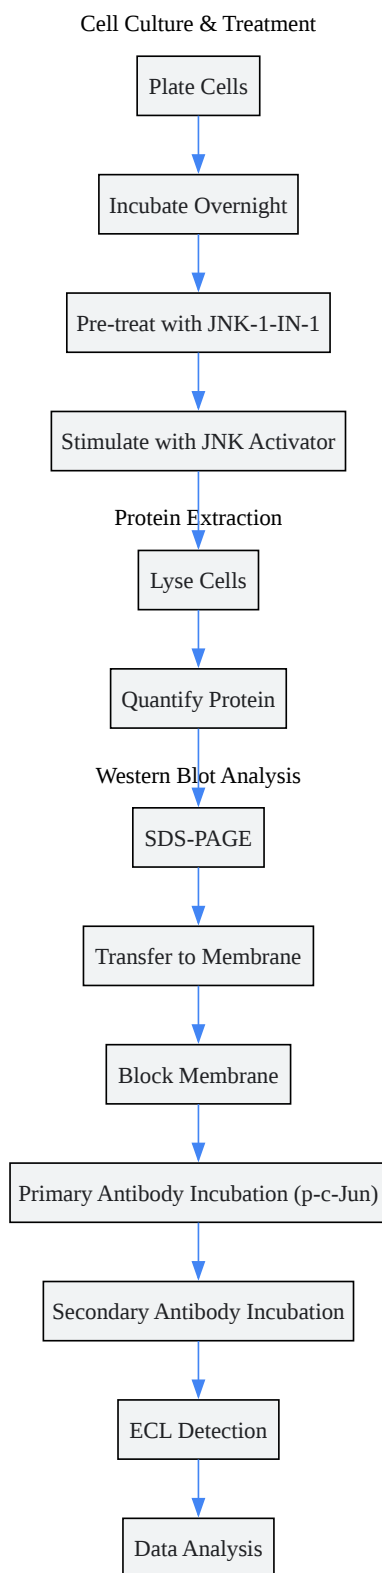 Cell Culture & Treatment
Plate Cells
Incubate Overnight
Pre-treat with JNK-1-IN-1
Stimulate with JNK Activator
Protein Extraction
Lyse Cells
Quantify Protein
Western Blot Analysis
SDS-PAGE
Transfer to Membrane
Block Membrane
Primary Antibody Incubation (p-c-Jun)
Secondary Antibody Incubation
ECL Detection
Data Analysis